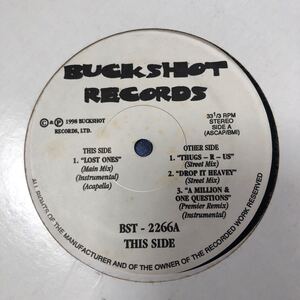 BUCKSHOT
RECORDS
© & ℗ 1998 BUCKSHOT
RECORDS, LTD.
33 1/3 RPM
STEREO
SIDE A
(ASCAP/BMI)
THIS SIDE
1. "LOST ONES"
(Main Mix)
(Instrumental)
(Acapella)
OTHER SIDE
1. "THUGS - R - US"
(Street Mix)
2. "DROP IT HEAVEY"
(Street Mix)
3. "A MILLION &
ONE QUESTIONS"
(Premier Remix)
(Instrumental)
BST - 2266A
THIS SIDE
ALL RIGHTS OF THE MANUFACTURER AND OF THE OWNER OF THE RECORDED WORK RESERVED